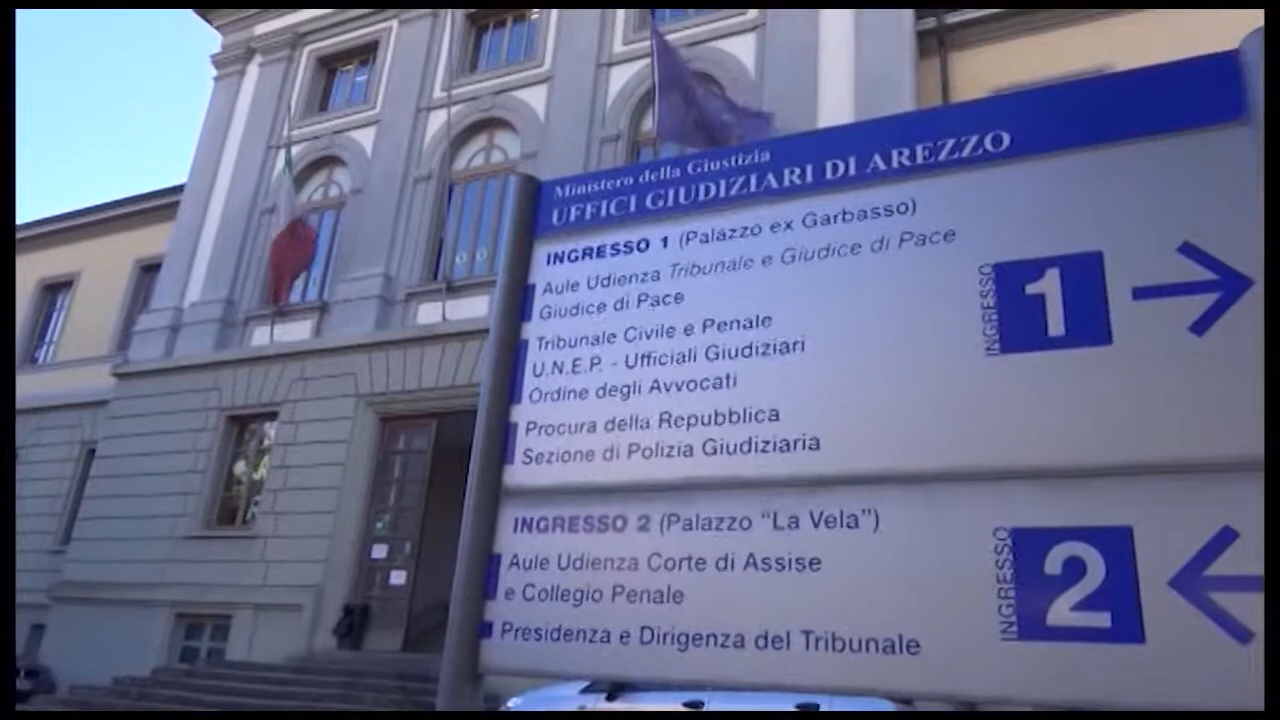 Ministero della Giustizia
UFFICI GIUDIZIARI DI AREZZO
INGRESSO 1 (Palazzo ex Garbasso)
Aule Udienza Tribunale e Giudice di Pace
Giudice di Pace
Tribunale Civile e Penale
U.N.E.P. - Ufficiali Giudiziari
Ordine degli Avvocati
Procura della Repubblica
Sezione di Polizia Giudiziaria
INGRESSO 1
INGRESSO 2 (Palazzo "La Vela")
Aule Udienza Corte di Assise
e Collegio Penale
Presidenza e Dirigenza del Tribunale
INGRESSO 2